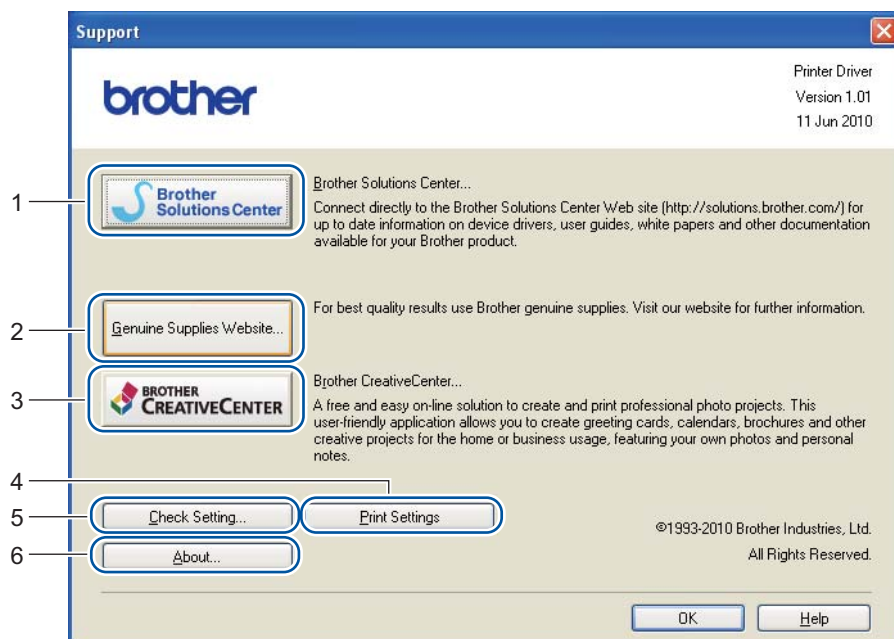 Support
brother
Printer Driver
Version 1.01
11 Jun 2010
1
Brother
Solutions Center
Brother Solutions Center...
Connect directly to the Brother Solutions Center Web site (http://solutions.brother.com/) for
up to date information on device drivers, user guides, white papers and other documentation
available for your Brother product.
2
Genuine Supplies Website...
For best quality results use Brother genuine supplies. Visit our website for further information.
3
BROTHER
CREATIVECENTER
Brother CreativeCenter...
A free and easy on-line solution to create and print professional photo projects. This
user-friendly application allows you to create greeting cards, calendars, brochures and other
creative projects for the home or business usage, featuring your own photos and personal
notes.
4
5
Check Setting...
Print Settings
©1993-2010 Brother Industries, Ltd.
6
About...
All Rights Reserved.
OK
Help